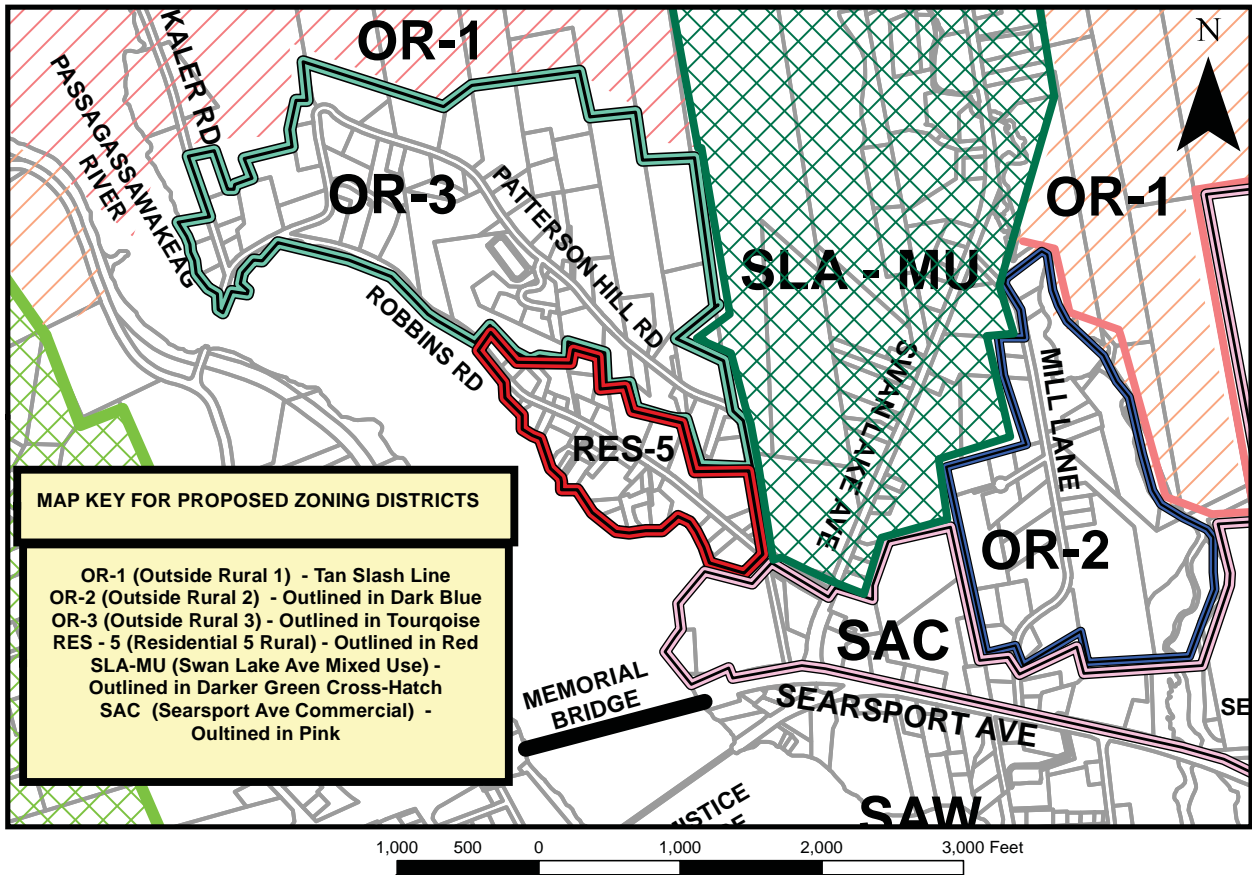 OR-1
N
KALER RD
PASSAGASSAWAKEAG
RIVER
OR-3
PATTERSON HILL RD
OR-1
SLA - MU
ROBBINS RD
SWAN LAKE AVE
MILL LANE
RES-5
OR-2
MAP KEY FOR PROPOSED ZONING DISTRICTS
OR-1 (Outside Rural 1) - Tan Slash Line
OR-2 (Outside Rural 2) - Outlined in Dark Blue
OR-3 (Outside Rural 3) - Outlined in Tourqoise
RES - 5 (Residential 5 Rural) - Outlined in Red
SLA-MU (Swan Lake Ave Mixed Use) -
Outlined in Darker Green Cross-Hatch
SAC (Searsport Ave Commercial) -
Oultined in Pink
SAC
MEMORIAL
BRIDGE
SEARSPORT AVE
SE
SAW
1,000 500 0 1,000 2,000 3,000 Feet